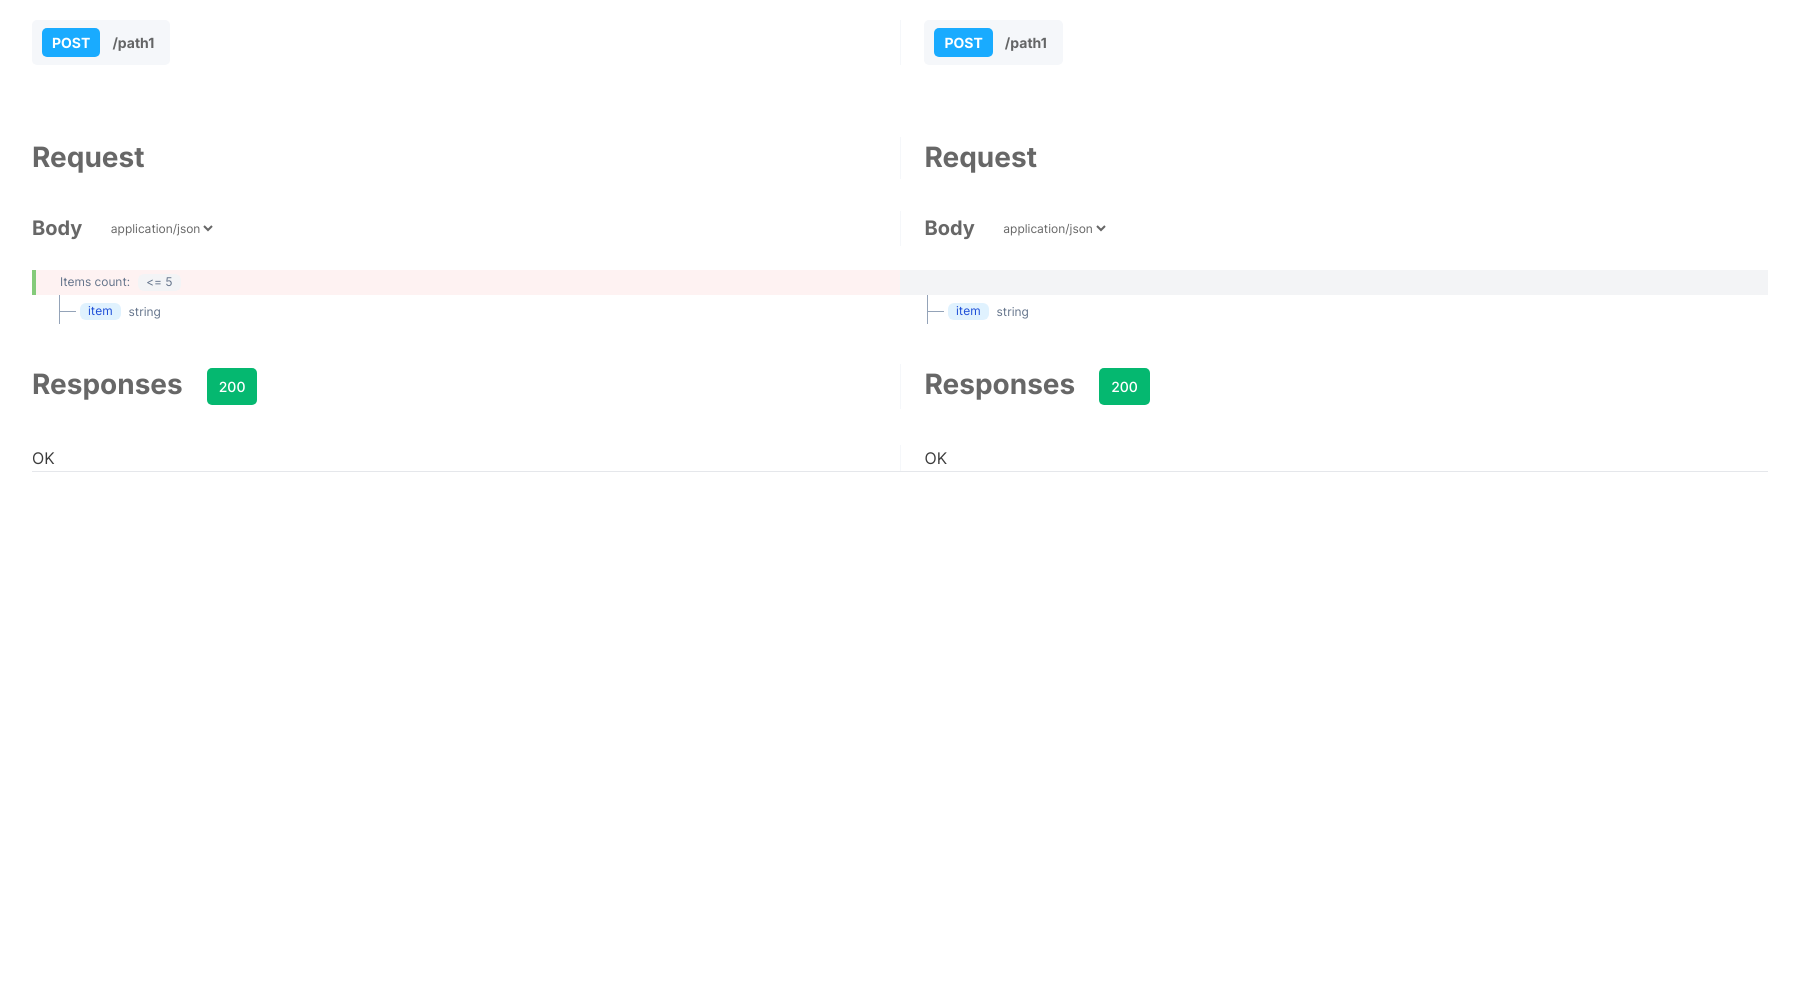 POST /path1
POST /path1
Request
Request
Body application/json
Body application/json
Items count: <= 5
item string
item string
Responses 200
Responses 200
OK
OK